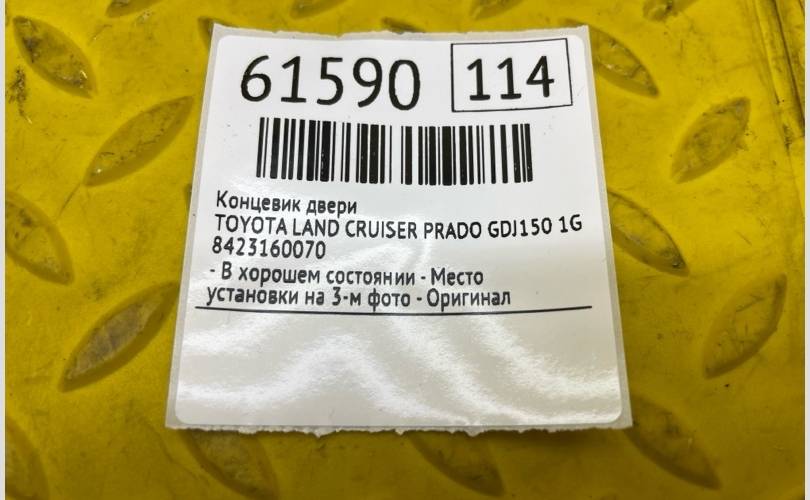 61590 114
Концевик двери
TOYOTA LAND CRUISER PRADO GDJ150 1G
8423160070
- В хорошем состоянии - Место
установки на 3-м фото - Оригинал